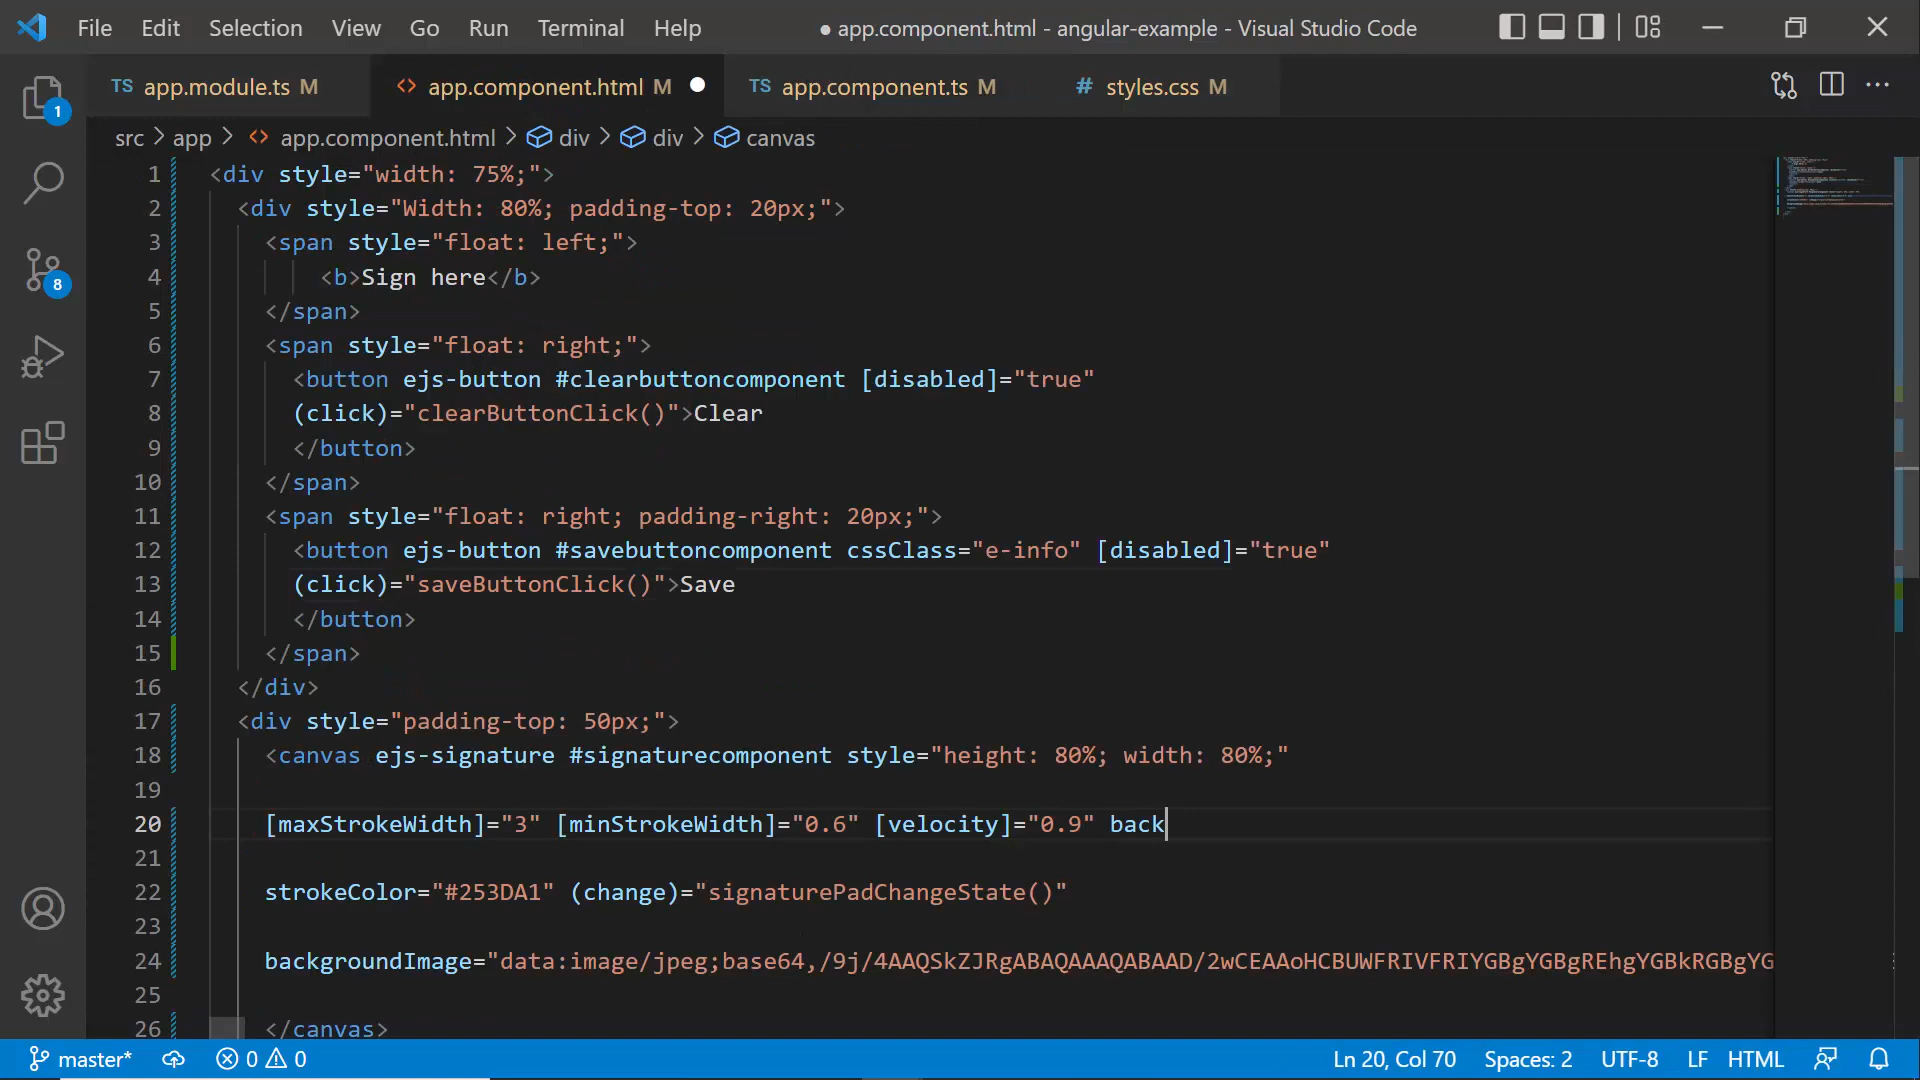 File Edit Selection View Go Run Terminal Help ● app.component.html - angular-example - Visual Studio Code
TS app.module.ts M <> app.component.html M ● TS app.component.ts M # styles.css M ···
1
src > app > <> app.component.html > div > div > canvas
1 <div style="width: 75%;">
2 <div style="Width: 80%; padding-top: 20px;">
3 <span style="float: left;">
4 <b>Sign here</b>
5 </span>
6 <span style="float: right;">
8
7 <button ejs-button #clearbuttoncomponent [disabled]="true"
8 (click)="clearButtonClick()">Clear
9 </button>
10 </span>
11 <span style="float: right; padding-right: 20px;">
12 <button ejs-button #savebuttoncomponent cssClass="e-info" [disabled]="true"
13 (click)="saveButtonClick()">Save
14 </button>
15 </span>
16 </div>
17 <div style="padding-top: 50px;">
18 <canvas ejs-signature #signaturecomponent style="height: 80%; width: 80%;"
19
20 [maxStrokeWidth]="3" [minStrokeWidth]="0.6" [velocity]="0.9" back
21
22 strokeColor="#253DA1" (change)="signaturePadChangeState()"
23
24 backgroundImage="data:image/jpeg;base64,/9j/4AAQSkZJRgABAQAAAQABAAD/2wCEAAoHCBUWFRIVFRIYGBgYGBgREhgYGBkRGBgYG
25
26 </canvas>
master* 0 0 Ln 20, Col 70 Spaces: 2 UTF-8 LF HTML